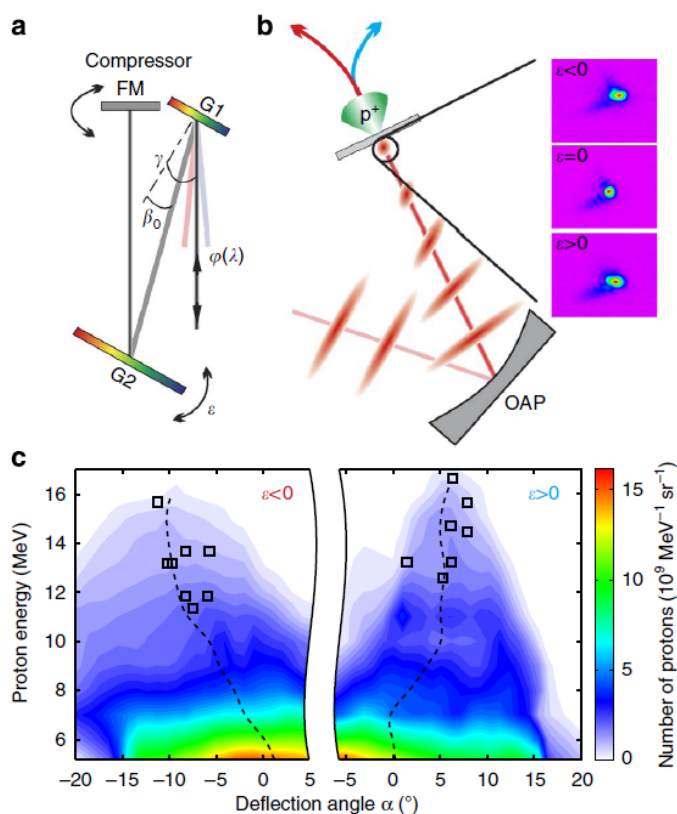 a
Compressor
FM
G1
γ
β0
φ(λ)
G2
ε
b
p+
ε<0
ε=0
ε>0
OAP
c
Proton energy (MeV)
16
14
12
10
8
6
ε<0
ε>0
−20 −15 −10 −5 0 5 −5 0 5 10 15 20
Deflection angle α (°)
15
10
5
0
Number of protons (10⁹ MeV⁻¹ sr⁻¹)